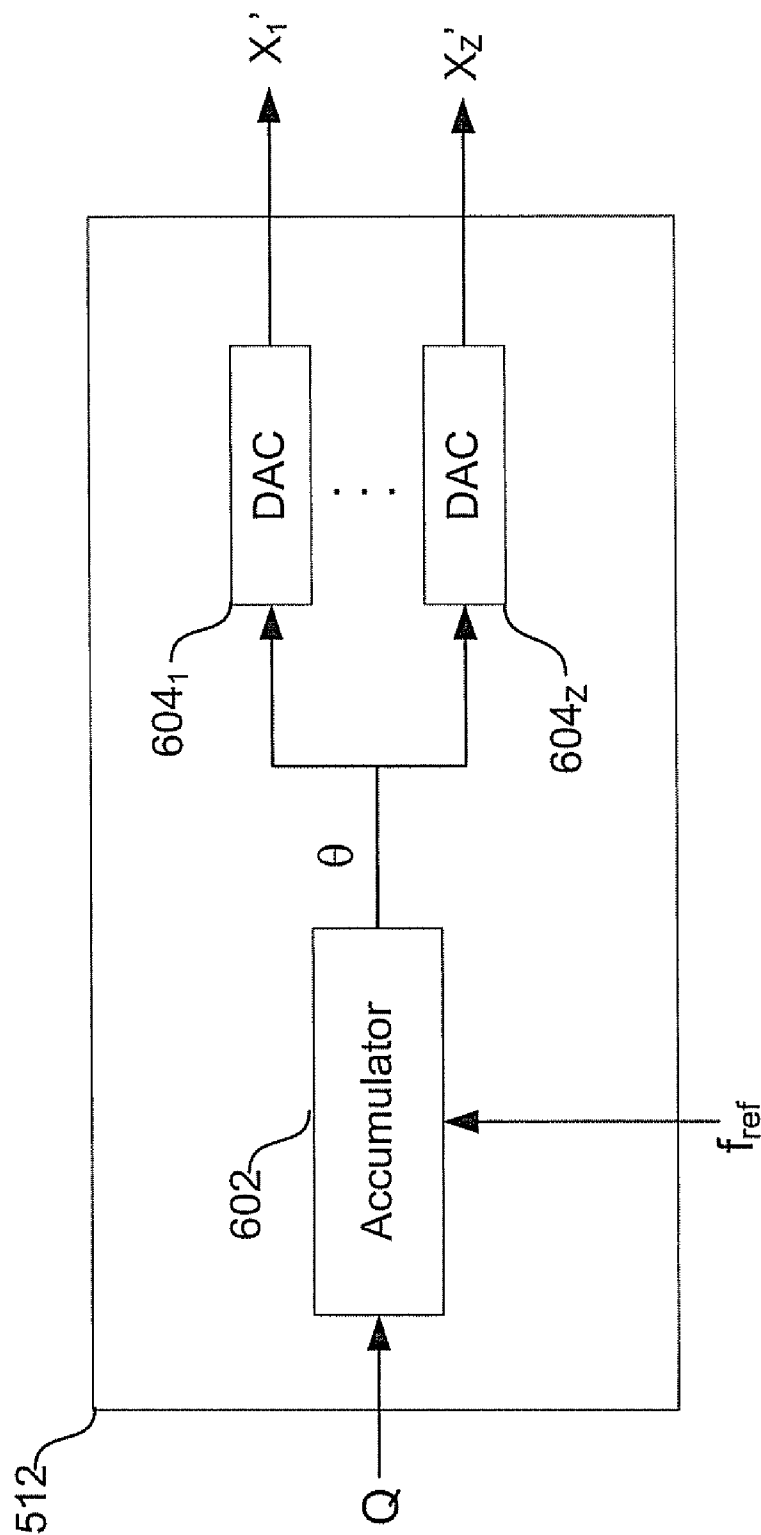 512
Q
602
Accumulator
f_ref
θ
604_1
DAC
X_1'
. . .
604_Z
DAC
X_Z'